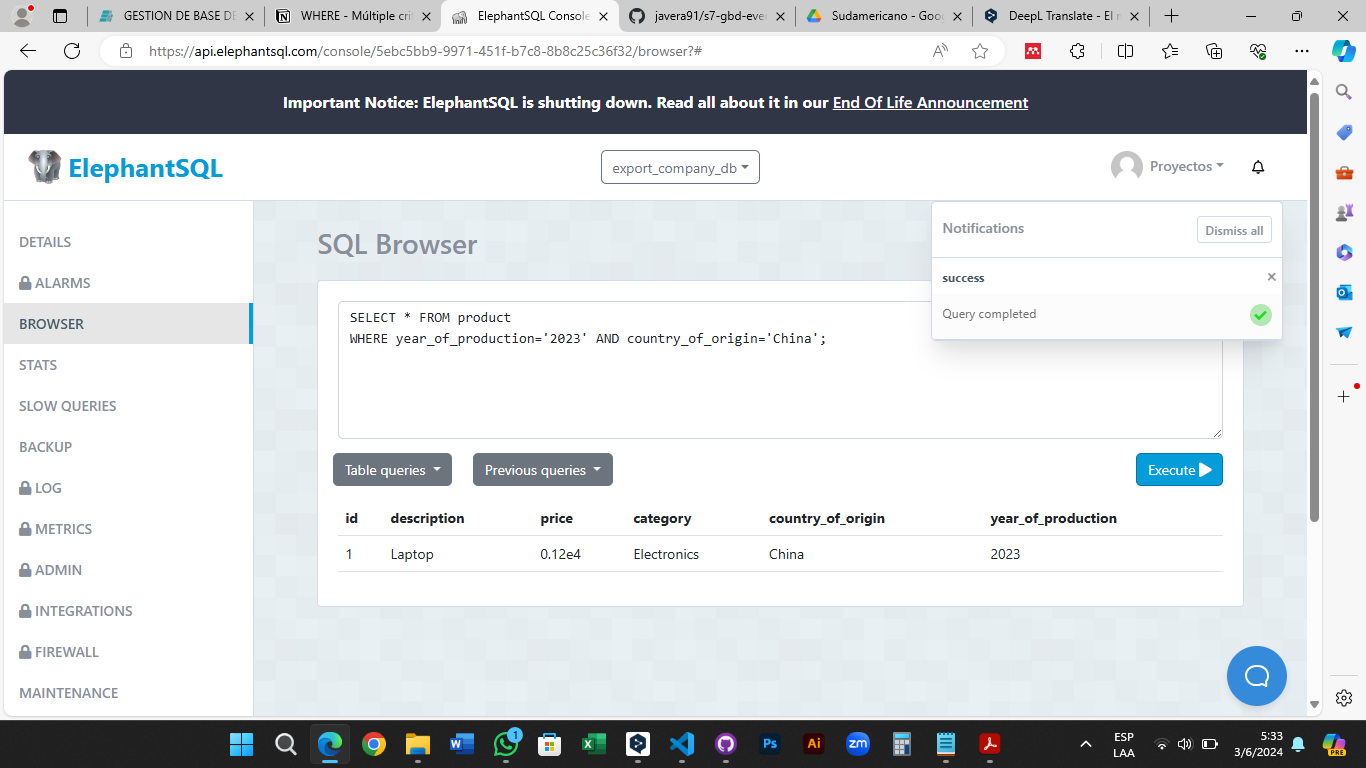 GESTION DE BASE DE
WHERE - Múltiple crit
ElephantSQL Console
javera91/s7-gbd-ever
Sudamericano - Goo
DeepL Translate - El m
https://api.elephantsql.com/console/5ebc5bb9-9971-451f-b7c8-8b8c25c36f32/browser?#
Important Notice: ElephantSQL is shutting down. Read all about it in our End Of Life Announcement
ElephantSQL
export_company_db
Proyectos
DETAILS
ALARMS
BROWSER
STATS
SLOW QUERIES
BACKUP
LOG
METRICS
ADMIN
INTEGRATIONS
FIREWALL
MAINTENANCE
SQL Browser
Notifications
Dismiss all
success
Query completed
SELECT * FROM product
WHERE year_of_production='2023' AND country_of_origin='China';
Table queries
Previous queries
Execute
id description price category country_of_origin year_of_production
1 Laptop 0.12e4 Electronics China 2023
1
ESP
LAA
5:33
3/6/2024
PRE